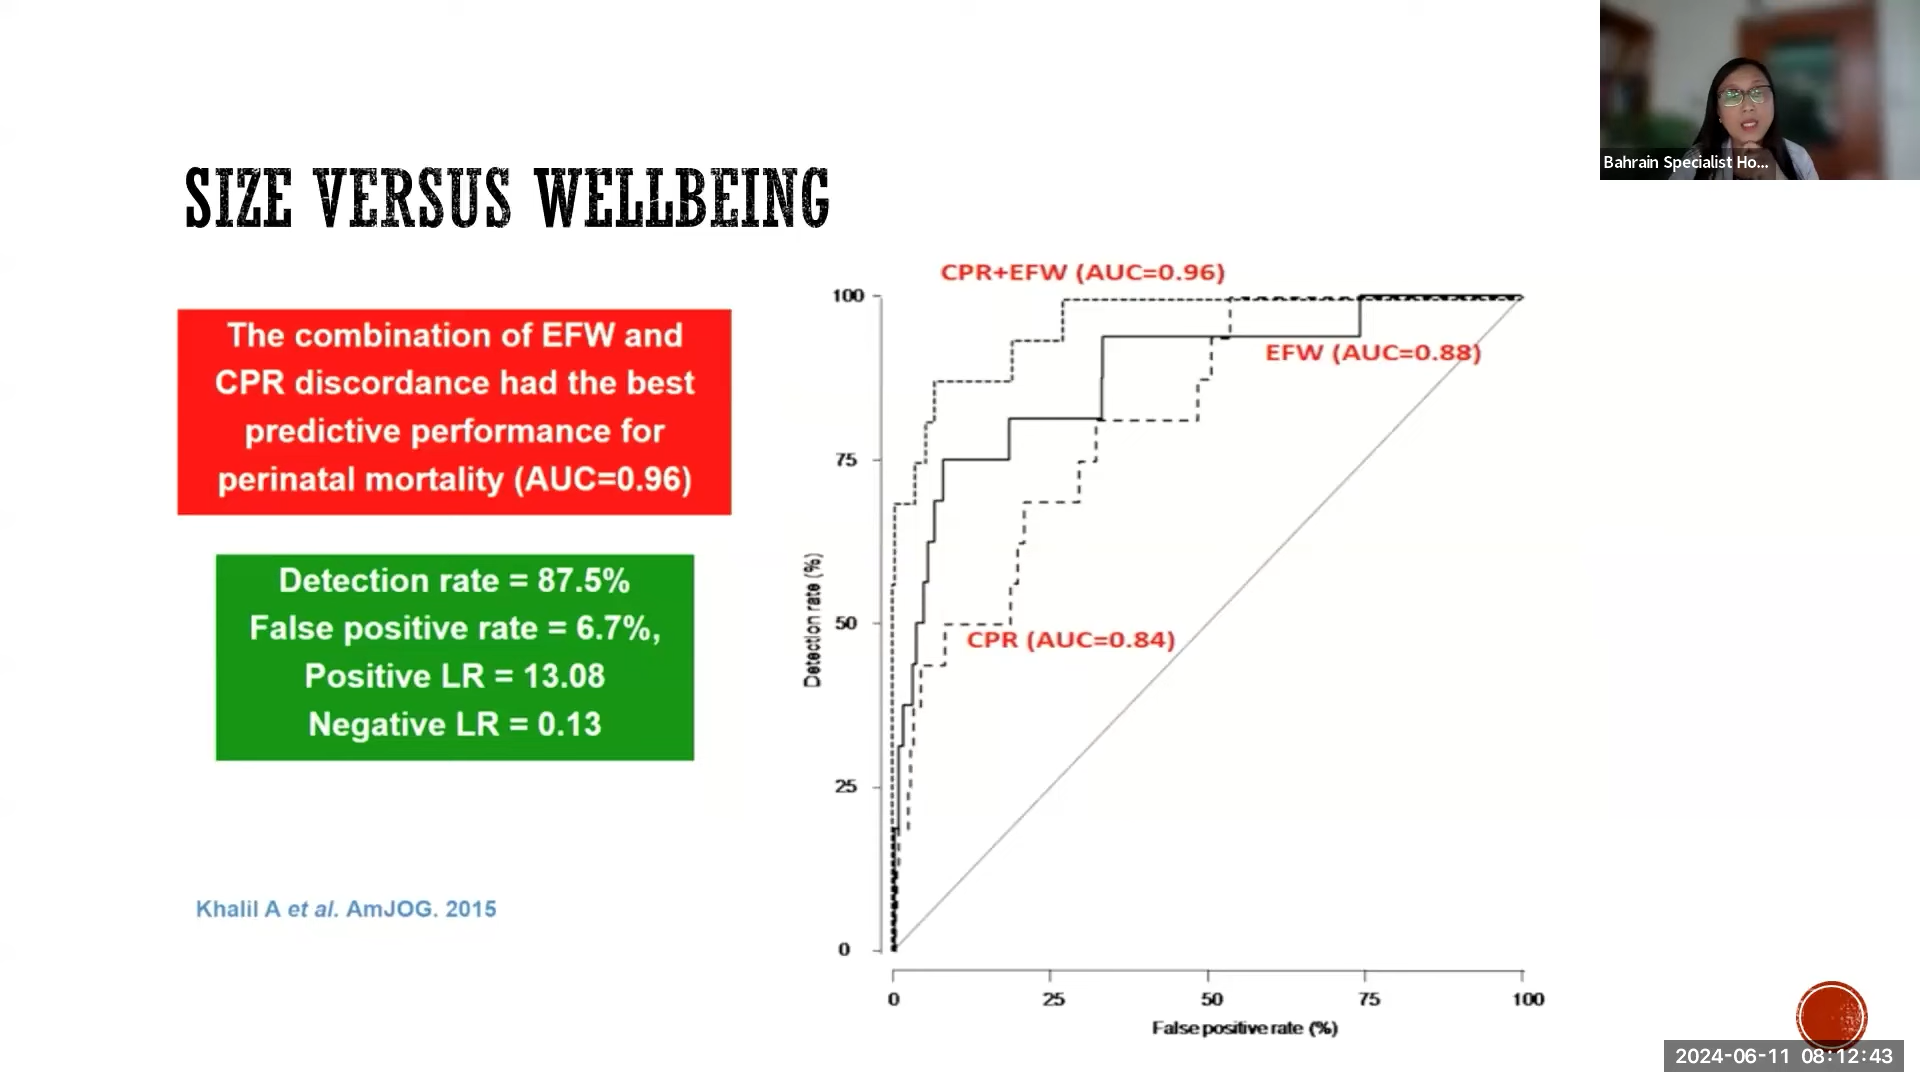 Bahrain Specialist Ho...
SIZE VERSUS WELLBEING
The combination of EFW and
CPR discordance had the best
predictive performance for
perinatal mortality (AUC=0.96)
Detection rate = 87.5%
False positive rate = 6.7%,
Positive LR = 13.08
Negative LR = 0.13
Khalil A et al. AmJOG. 2015
CPR+EFW (AUC=0.96)
EFW (AUC=0.88)
CPR (AUC=0.84)
Detection rate (%)
100
75
50
25
0
0 25 50 75 100
False positive rate (%)
2024-06-11 08:12:43